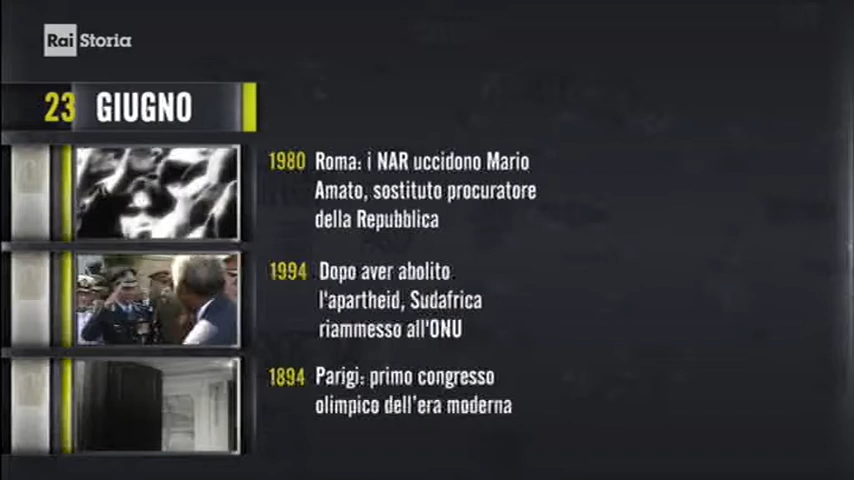 Rai Storia
23 GIUGNO
1980 Roma: i NAR uccidono Mario
Amato, sostituto procuratore
della Repubblica
1994 Dopo aver abolito
l'apartheid, Sudafrica
riammesso all'ONU
1894 Parigi: primo congresso
olimpico dell'era moderna